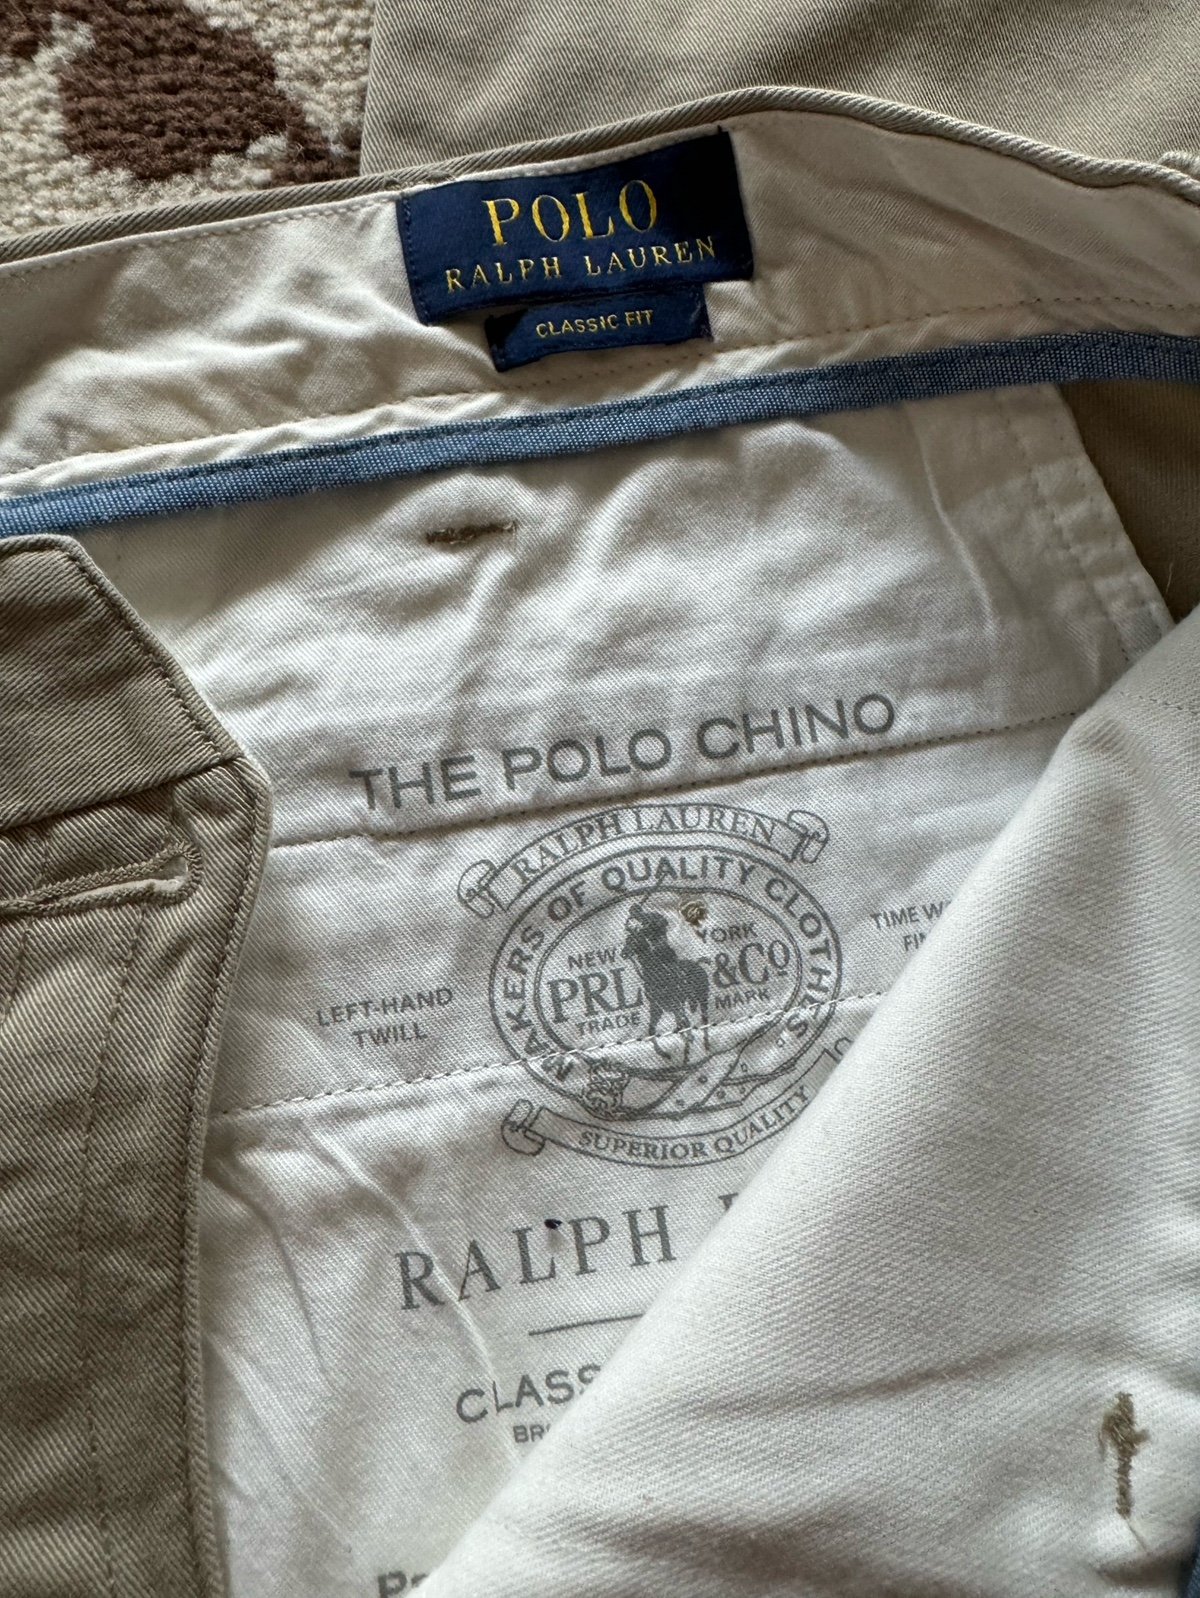 POLO
RALPH LAUREN
CLASSIC FIT
THE POLO CHINO
RALPH LAUREN
MAKERS OF QUALITY CLOTHES
NEW YORK
PRL &Co
TRADE MARK
LEFT-HAND
TWILL
TIME
SUPERIOR QUALITY
RALPH